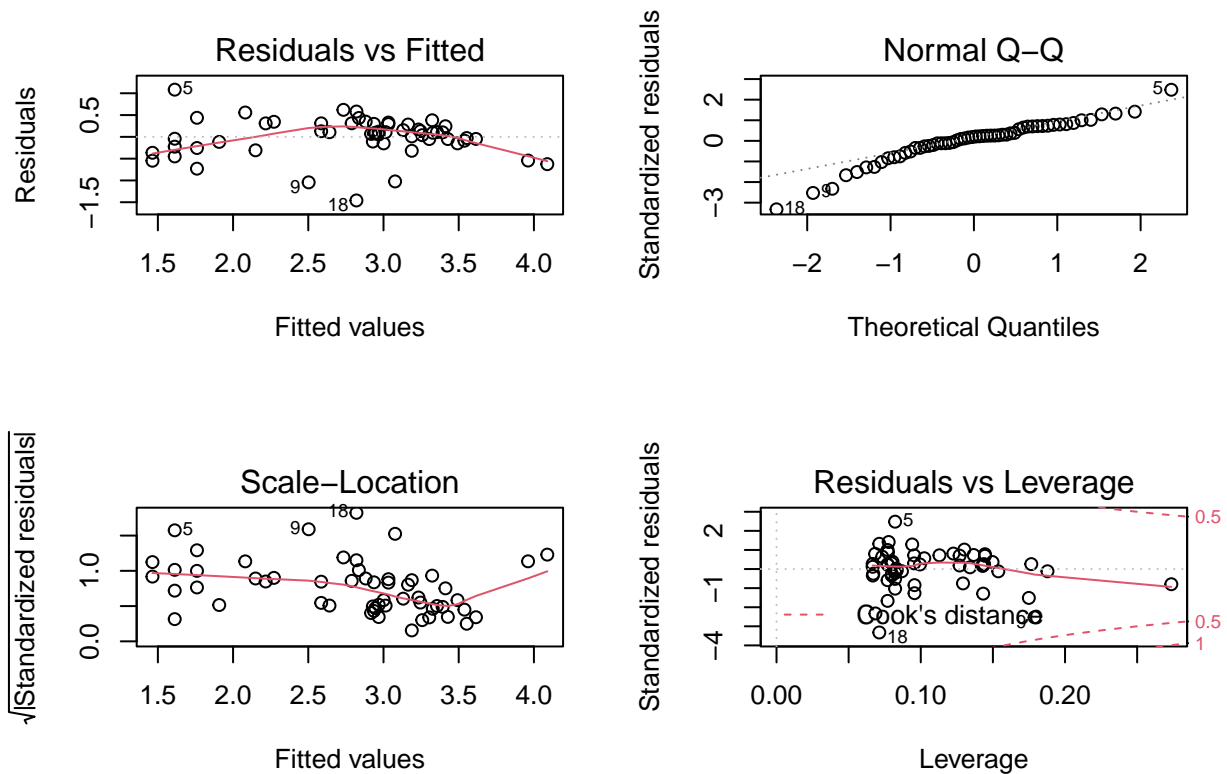 Residuals vs Fitted
Residuals
0.5
−1.5
5
9
18
1.5 2.0 2.5 3.0 3.5 4.0
Fitted values
Normal Q−Q
Standardized residuals
2
0
−3
5
9
18
−2 −1 0 1 2
Theoretical Quantiles
Scale−Location
√|Standardized residuals|
1.0
0.0
5
9
18
1.5 2.0 2.5 3.0 3.5 4.0
Fitted values
Residuals vs Leverage
Standardized residuals
2
−1
−4
5
Cook's distance
9
18
0.5
0.5
1
0.00 0.10 0.20
Leverage